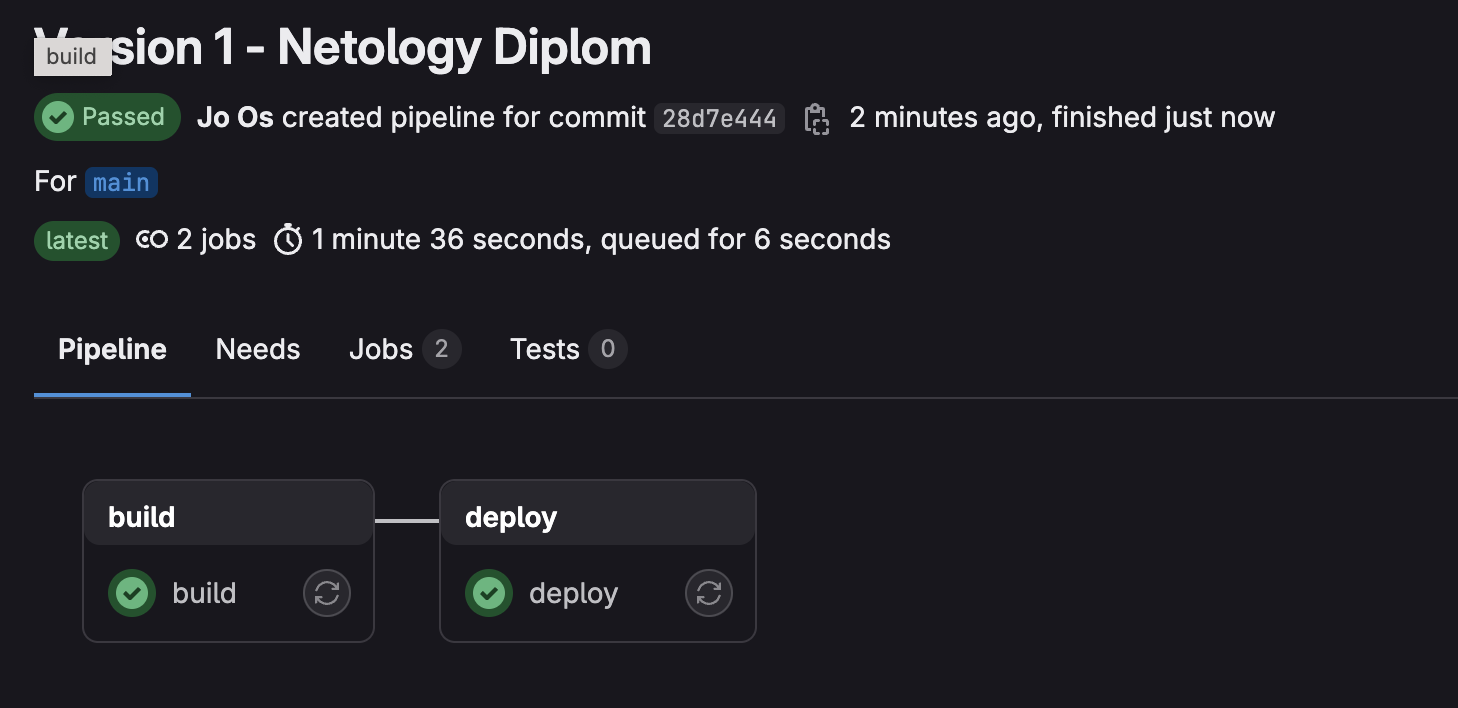 sion 1 - Netology Diplom
build
Passed Jo Os created pipeline for commit 28d7e444 2 minutes ago, finished just now
For main
latest 2 jobs 1 minute 36 seconds, queued for 6 seconds
Pipeline Needs Jobs 2 Tests 0
build deploy
build deploy